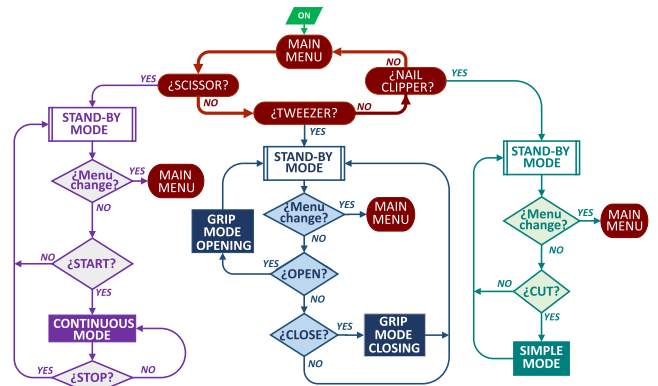 ON
MAIN
MENU
¿SCISSOR?
NO
¿TWEEZER?
NO
NO
¿NAIL
CLIPPER?
YES
YES
YES
STAND-BY
MODE
¿Menu
change?
YES
MAIN
MENU
NO
¿START?
NO
YES
CONTINUOUS
MODE
¿STOP?
YES
NO
STAND-BY
MODE
GRIP
MODE
OPENING
¿Menu
change?
YES
MAIN
MENU
NO
¿OPEN?
YES
NO
¿CLOSE?
YES
GRIP
MODE
CLOSING
NO
STAND-BY
MODE
¿Menu
change?
YES
MAIN
MENU
NO
¿CUT?
NO
YES
SIMPLE
MODE